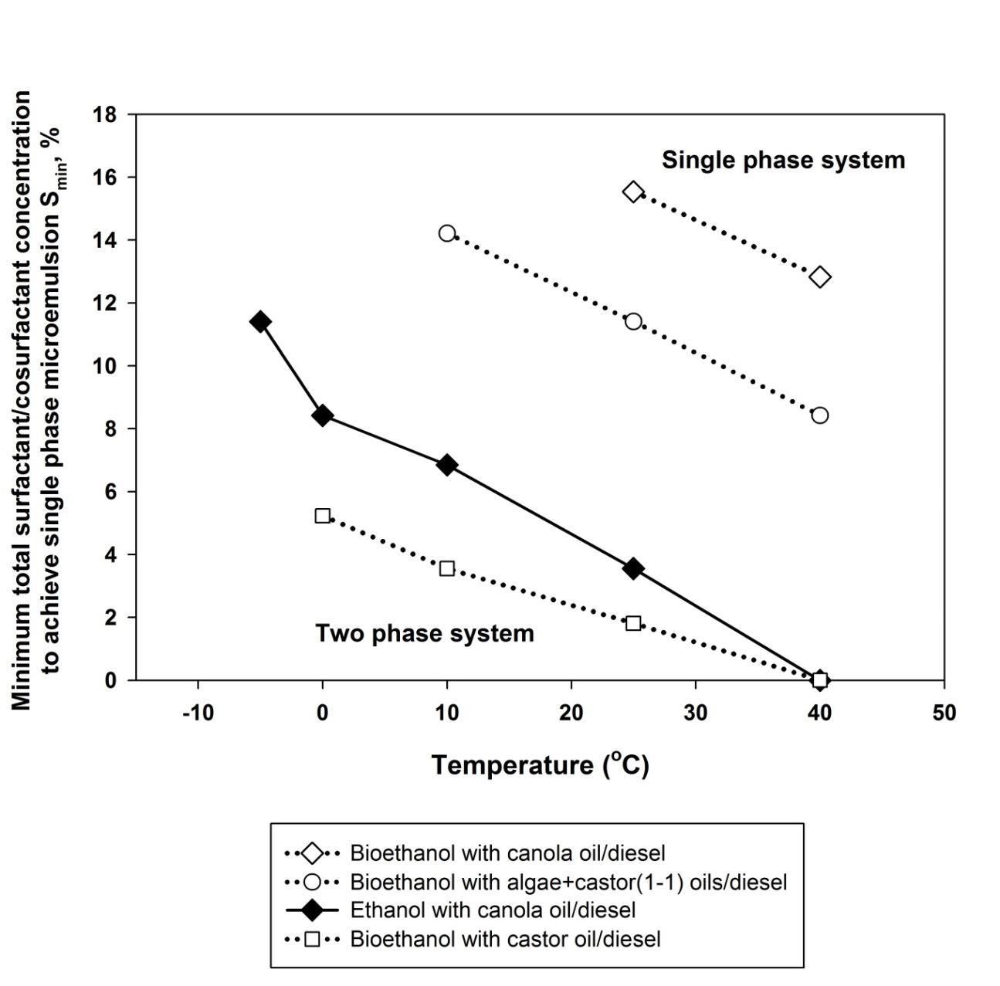 Minimum total surfactant/cosurfactant concentration
to achieve single phase microemulsion Smin, %
18
16
14
12
10
8
6
4
2
0
Single phase system
Two phase system
-10 0 10 20 30 40 50
Temperature (oC)
Bioethanol with canola oil/diesel
Bioethanol with algae+castor(1-1) oils/diesel
Ethanol with canola oil/diesel
Bioethanol with castor oil/diesel